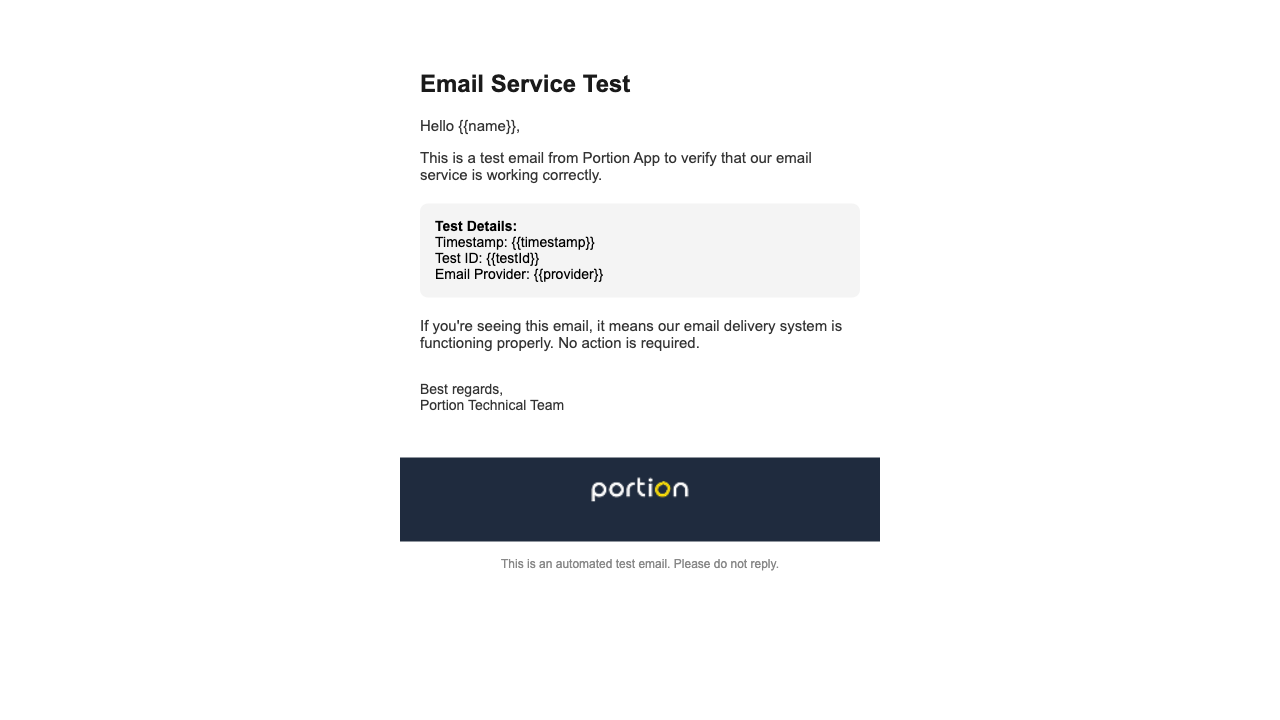 Email Service Test
Hello {{name}},
This is a test email from Portion App to verify that our email
service is working correctly.
Test Details:
Timestamp: {{timestamp}}
Test ID: {{testId}}
Email Provider: {{provider}}
If you're seeing this email, it means our email delivery system is
functioning properly. No action is required.
Best regards,
Portion Technical Team
portion
This is an automated test email. Please do not reply.